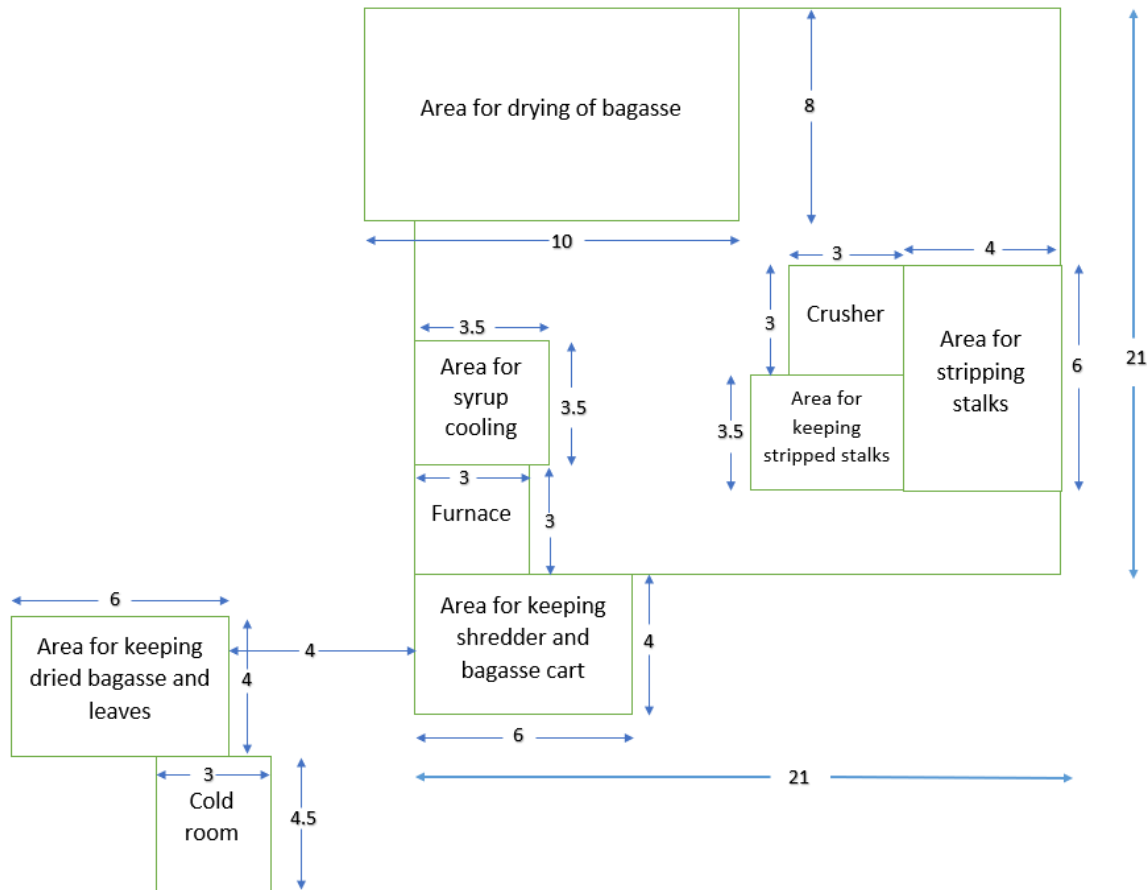 Area for drying of bagasse
8
10
3
4
3.5
3
Crusher
Area for
stripping
stalks
6
21
Area for
syrup
cooling
3.5
3.5
Area for
keeping
stripped stalks
3
Furnace
3
6
Area for keeping
dried bagasse and
leaves
4
4
Area for keeping
shredder and
bagasse cart
4
6
21
3
Cold
room
4.5